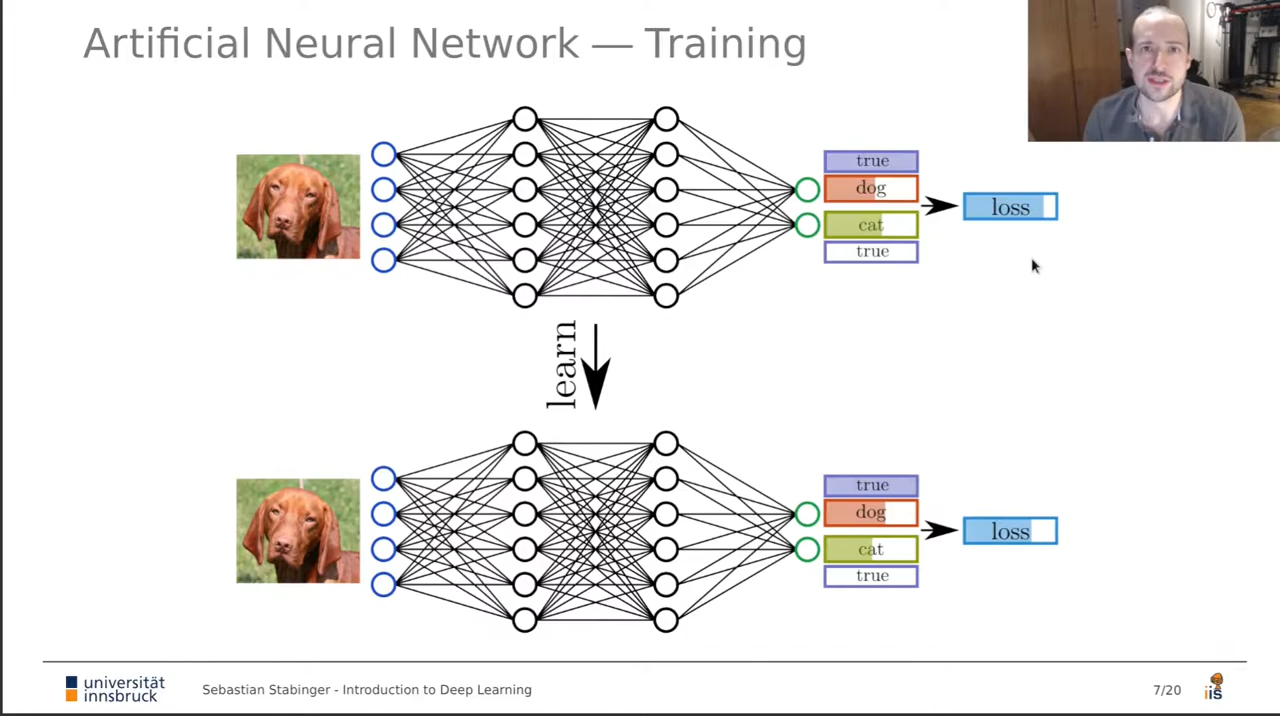 Artificial Neural Network — Training
true
dog
cat
true
loss
learn
true
dog
cat
true
loss
universität
innsbruck
Sebastian Stabinger - Introduction to Deep Learning
7/20
iis